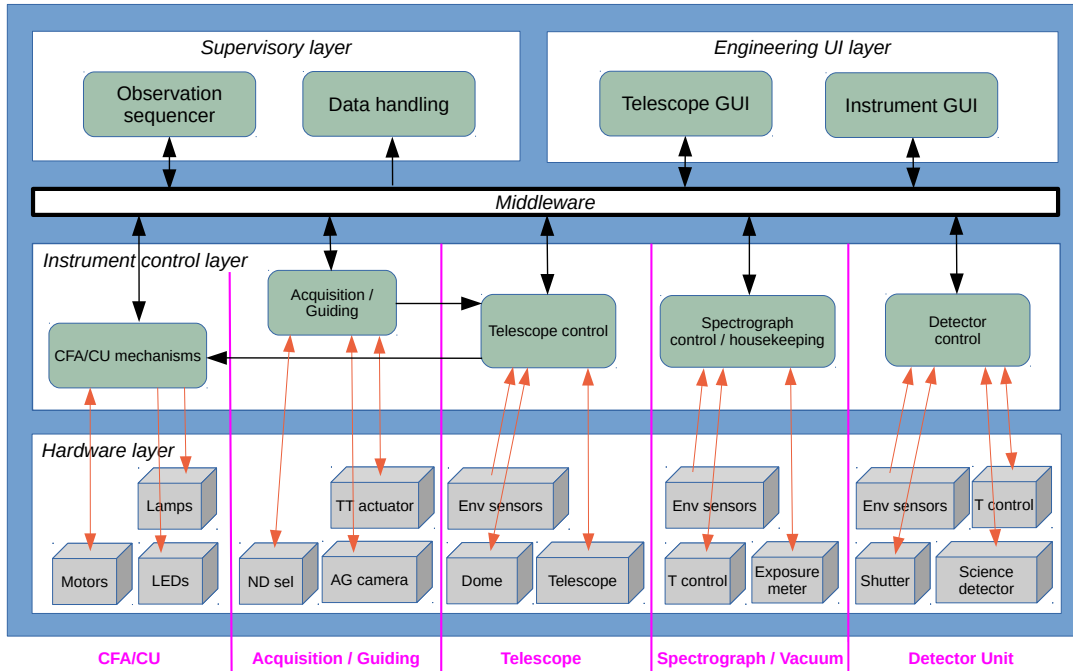 Supervisory layer
Engineering UI layer
Observation
sequencer
Data handling
Telescope GUI
Instrument GUI
Middleware
Instrument control layer
Acquisition /
Guiding
Telescope control
Spectrograph
control / housekeeping
Detector
control
CFA/CU mechanisms
Hardware layer
Lamps
TT actuator
Env sensors
Env sensors
Env sensors
T control
Motors
LEDs
ND sel
AG camera
Dome
Telescope
T control
Exposure
meter
Shutter
Science
detector
CFA/CU
Acquisition / Guiding
Telescope
Spectrograph / Vacuum
Detector Unit